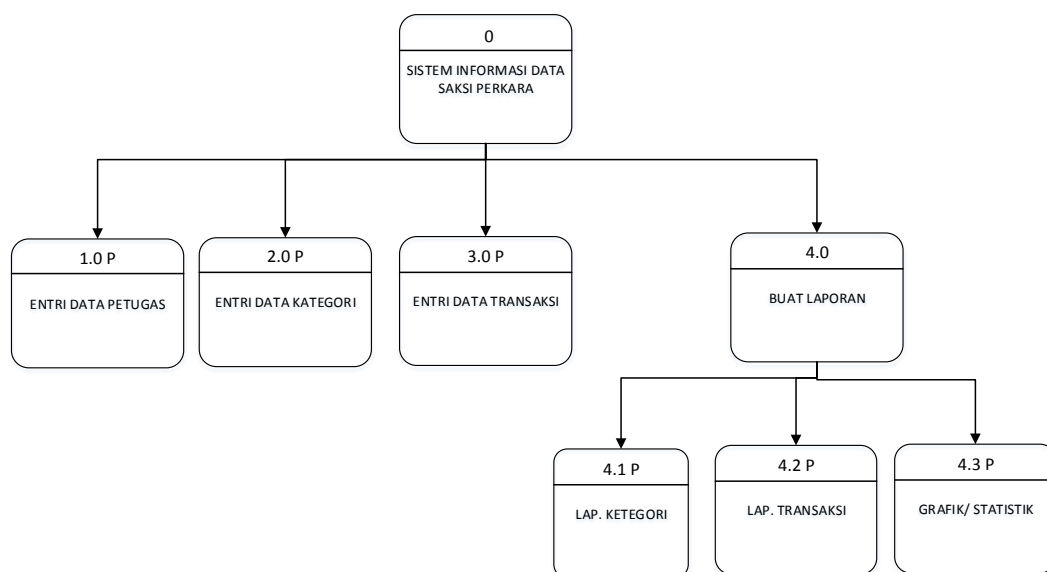 0
SISTEM INFORMASI DATA
SAKSI PERKARA
1.0 P
ENTRI DATA PETUGAS
2.0 P
ENTRI DATA KATEGORI
3.0 P
ENTRI DATA TRANSAKSI
4.0
BUAT LAPORAN
4.1 P
LAP. KETEGORI
4.2 P
LAP. TRANSAKSI
4.3 P
GRAFIK/ STATISTIK